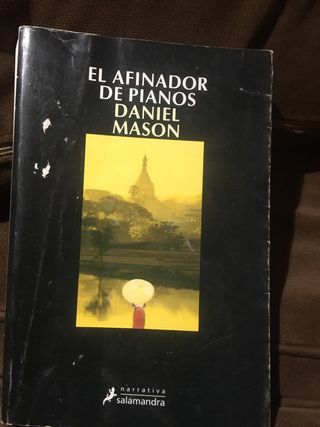 EL AFINADOR
DE PIANOS
DANIEL
MASON
narrativa
salamandra